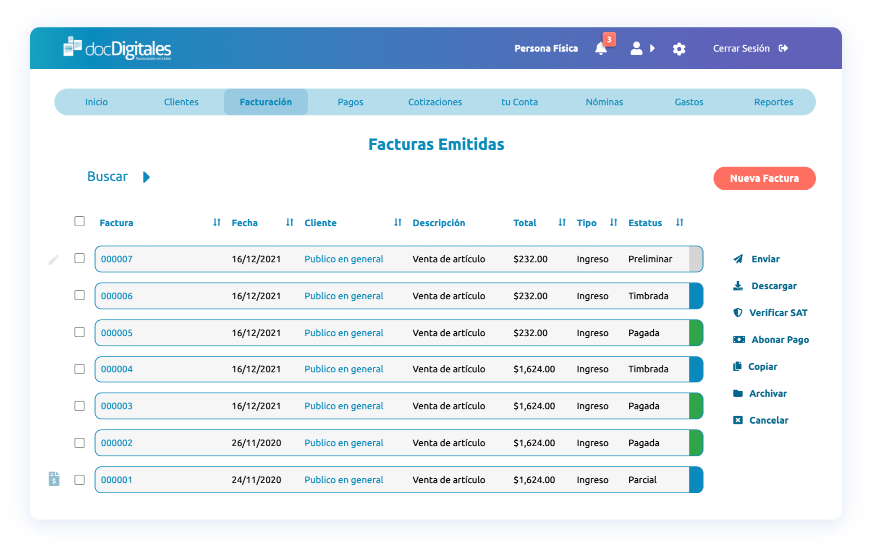 docDigitales
Facturación en Línea
Persona Física 3 Cerrar Sesión
Inicio Clientes Facturación Pagos Cotizaciones tu Conta Nóminas Gastos Reportes
Facturas Emitidas
Buscar
Nueva Factura
Factura Fecha Cliente Descripción Total Tipo Estatus
000007 16/12/2021 Publico en general Venta de artículo $232.00 Ingreso Preliminar
000006 16/12/2021 Publico en general Venta de artículo $232.00 Ingreso Timbrada
000005 16/12/2021 Publico en general Venta de artículo $232.00 Ingreso Pagada
000004 16/12/2021 Publico en general Venta de artículo $1,624.00 Ingreso Timbrada
000003 16/12/2021 Publico en general Venta de artículo $1,624.00 Ingreso Pagada
000002 26/11/2020 Publico en general Venta de artículo $1,624.00 Ingreso Pagada
000001 24/11/2020 Publico en general Venta de artículo $1,624.00 Ingreso Parcial
Enviar
Descargar
Verificar SAT
Abonar Pago
Copiar
Archivar
Cancelar